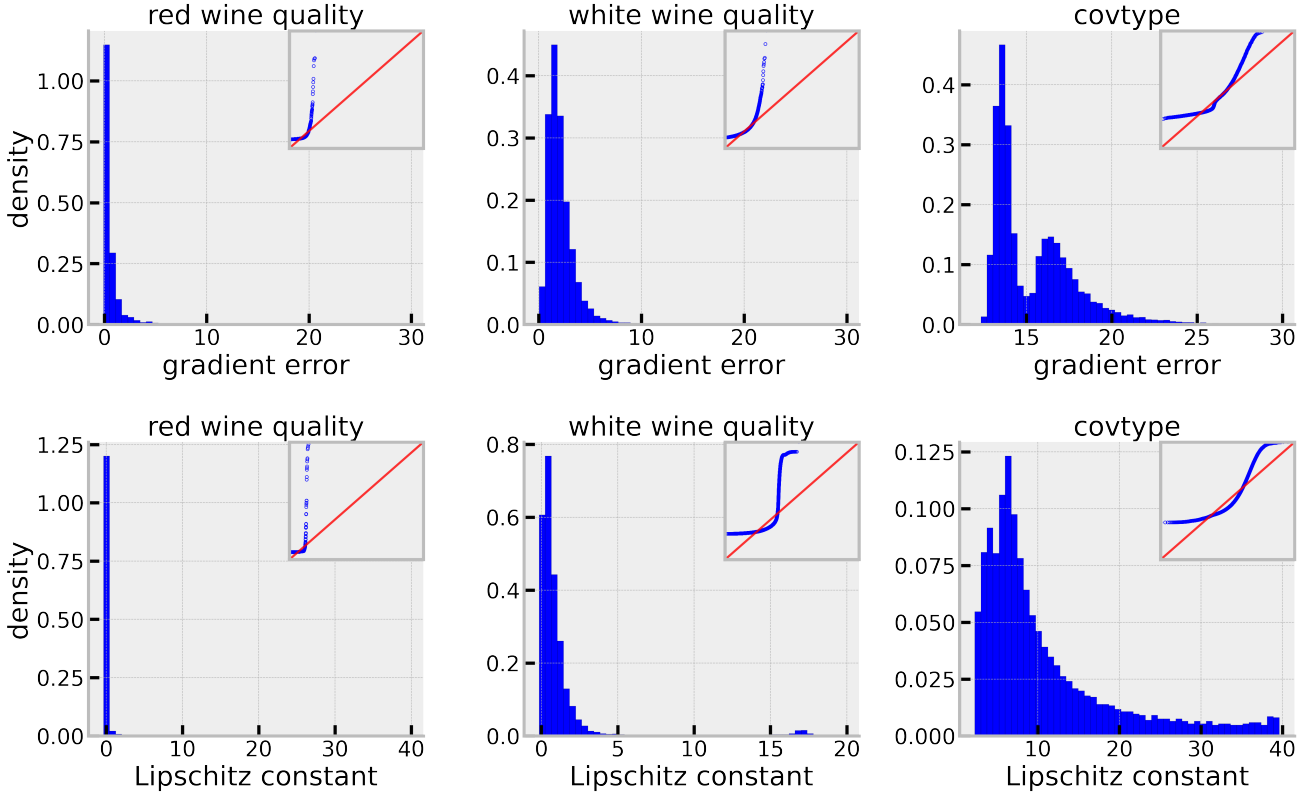 red wine quality
white wine quality
covtype
density
1.00
0.75
0.50
0.25
0.00
0 10 20 30
gradient error
0.4
0.3
0.2
0.1
0.0
0 10 20 30
gradient error
0.4
0.3
0.2
0.1
0.0
15 20 25 30
gradient error
red wine quality
white wine quality
covtype
density
1.25
1.00
0.75
0.50
0.25
0.00
0 10 20 30 40
Lipschitz constant
0.8
0.6
0.4
0.2
0.0
0 5 10 15 20
Lipschitz constant
0.125
0.100
0.075
0.050
0.025
0.000
10 20 30 40
Lipschitz constant